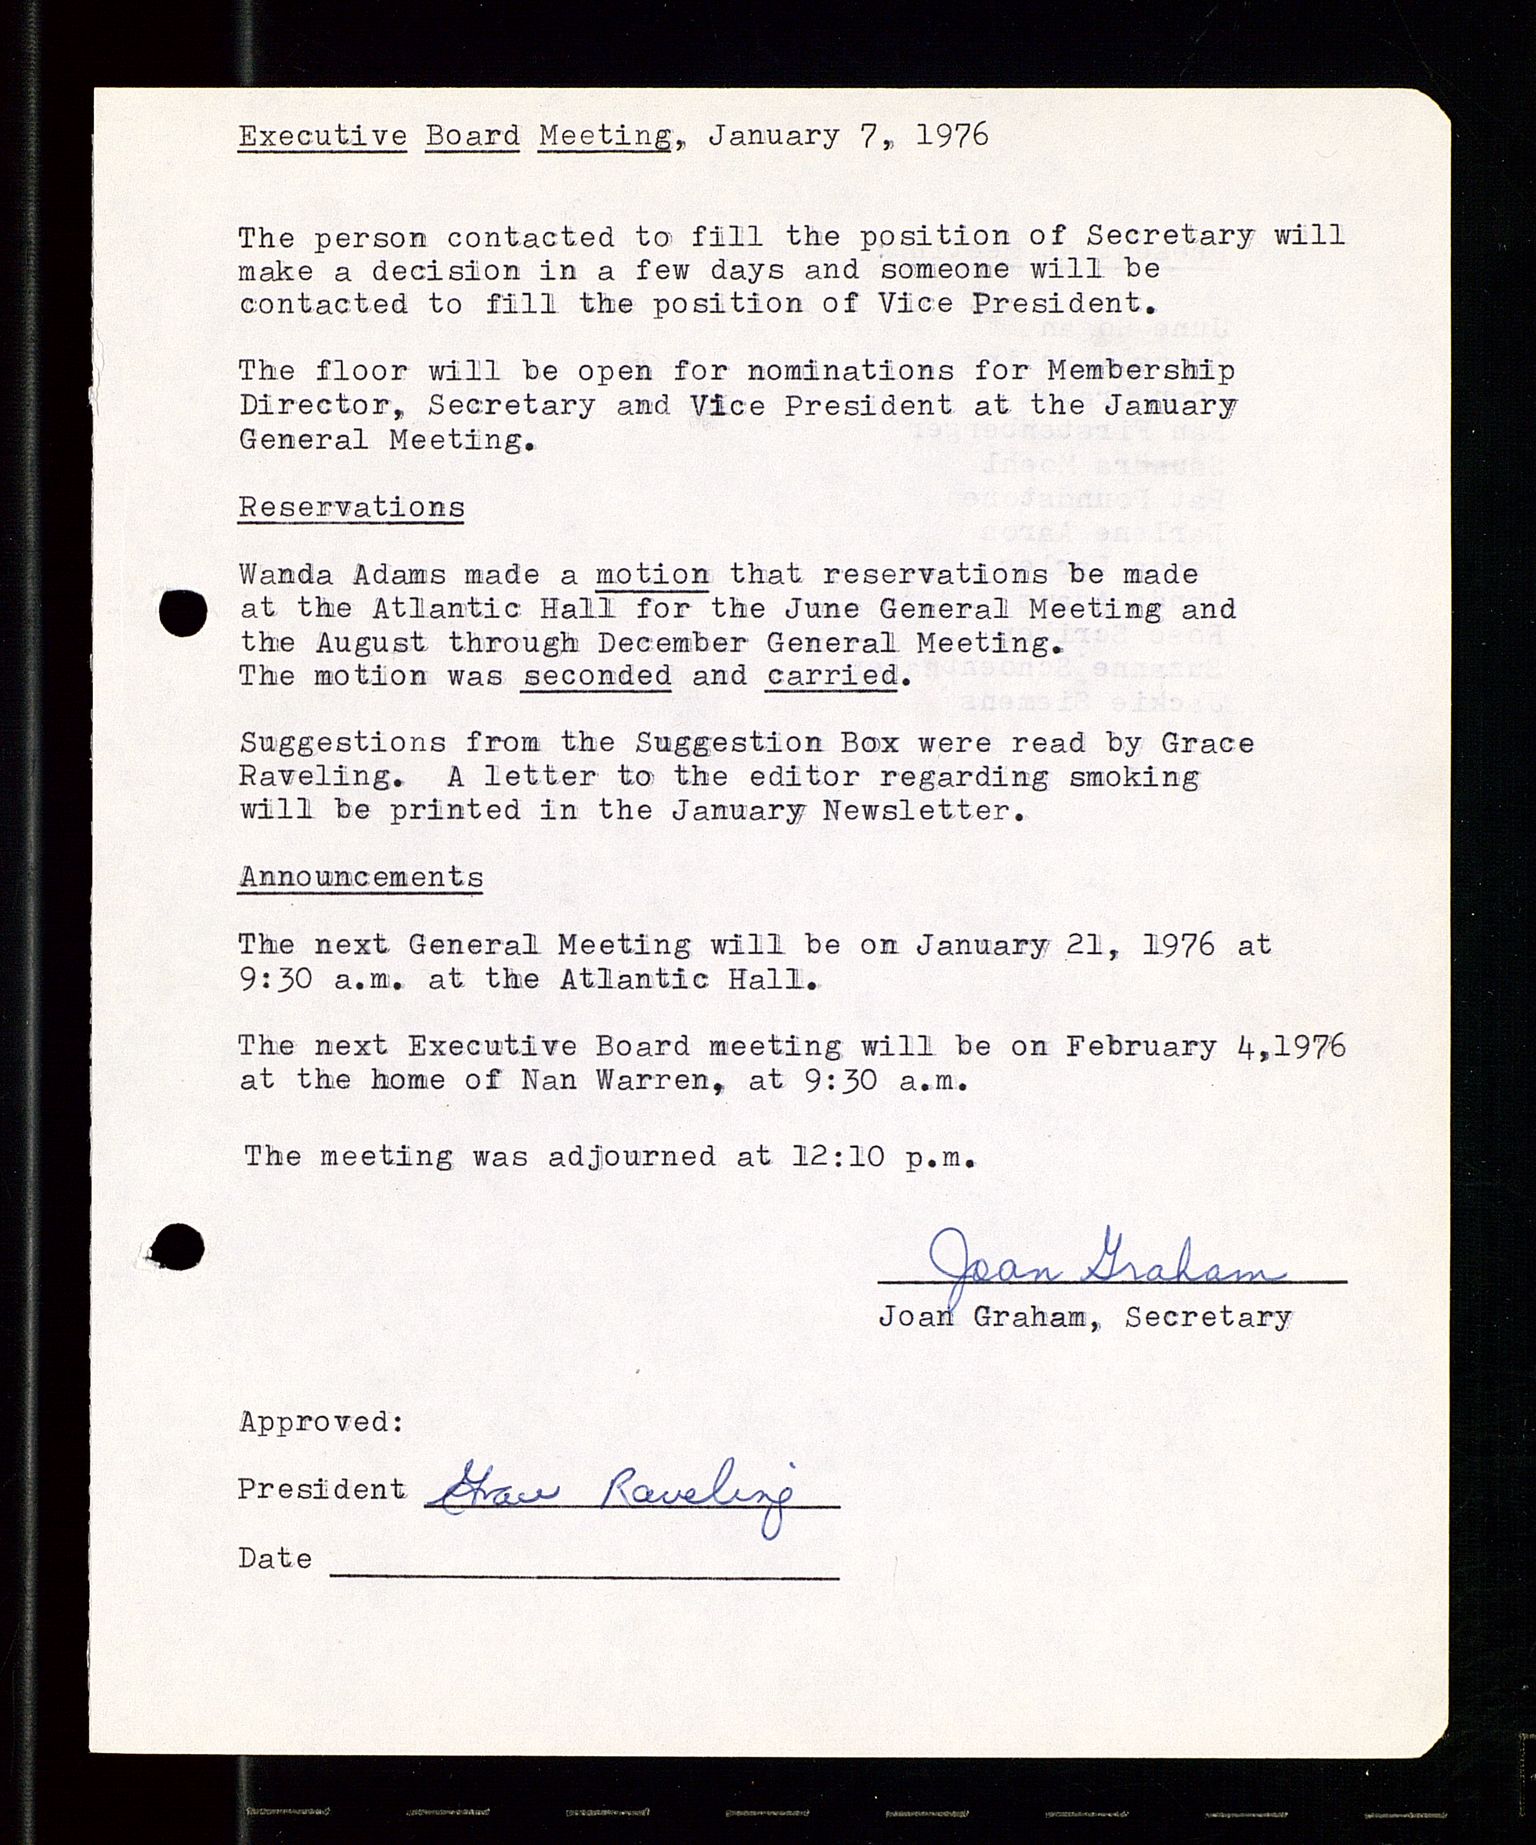 Executive Board Meeting, January 7, 1976
The person contacted to fill the position of Secretary will
make a decision in a few days and someone will be
contacted to fill the position of Vice President.
The floor will be open for nominations for Membership
Director, Secretary and Vice President at the January
General Meeting.
Reservations
Wanda Adams made a motion that reservations be made
at the Atlantic Hall for the June General Meeting and
the August through December General Meeting.
The motion was seconded and carried.
Suggestions from the Suggestion Box were read by Grace
Raveling.  A letter to the editor regarding smoking
will be printed in the January Newsletter.
Announcements
The next General Meeting will be on January 21, 1976 at
9:30 a.m. at the Atlantic Hall.
The next Executive Board meeting will be on February 4,1976
at the home of Nan Warren, at 9:30 a.m.
The meeting was adjourned at 12:10 p.m.
Joan Graham
Joan Graham, Secretary
Approved:
President Grace Raveling
Date